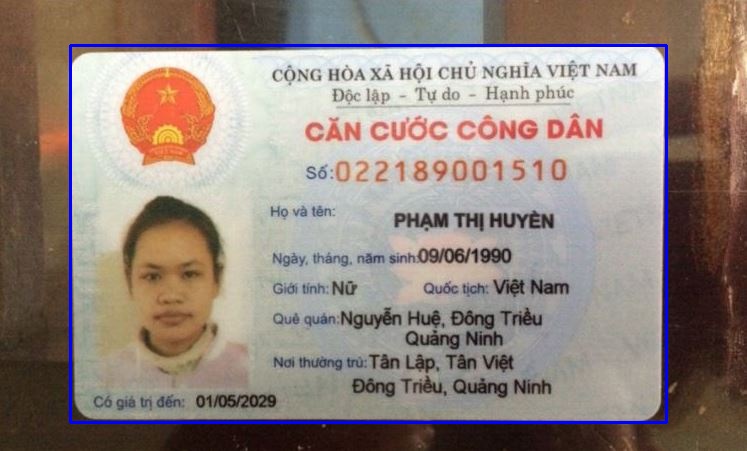 CỘNG HÒA XÃ HỘI CHỦ NGHĨA VIỆT NAM
Độc lập - Tự do - Hạnh phúc
CĂN CƯỚC CÔNG DÂN
Số: 022189001510
Họ và tên: PHẠM THỊ HUYỀN
Ngày, tháng, năm sinh: 09/06/1990
Giới tính: Nữ Quốc tịch: Việt Nam
Quê quán: Nguyễn Huệ, Đông Triều
Quảng Ninh
Nơi thường trú: Tân Lập, Tân Việt
Đông Triều, Quảng Ninh
Có giá trị đến: 01/05/2029